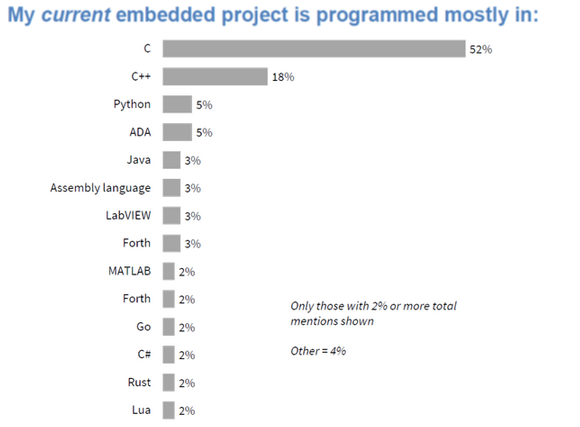 My current embedded project is programmed mostly in:
C 52%
C++ 18%
Python 5%
ADA 5%
Java 3%
Assembly language 3%
LabVIEW 3%
Forth 3%
MATLAB 2%
Forth 2%
Go 2%
C# 2%
Rust 2%
Lua 2%
Only those with 2% or more total
mentions shown
Other = 4%